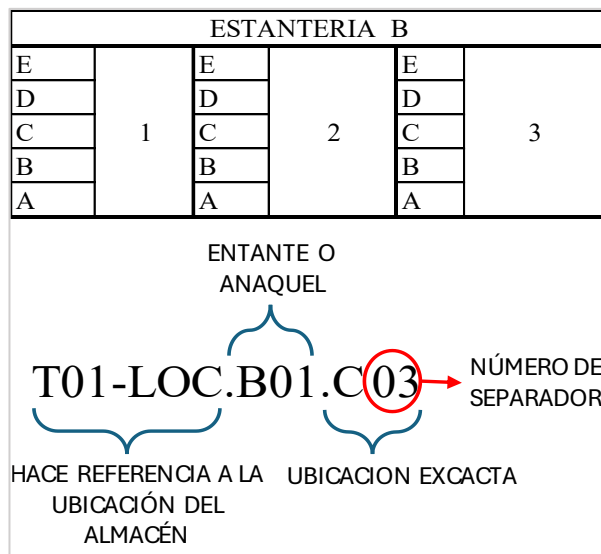 ESTANTERIA B
E E E
D D D
C 1 C 2 C 3
B B B
A A A
ENTANTE O
ANAQUEL
T01-LOC.B01.C03
NÚMERO DE
SEPARADOR
HACE REFERENCIA A LA
UBICACIÓN DEL
ALMACÉN
UBICACION EXCACTA